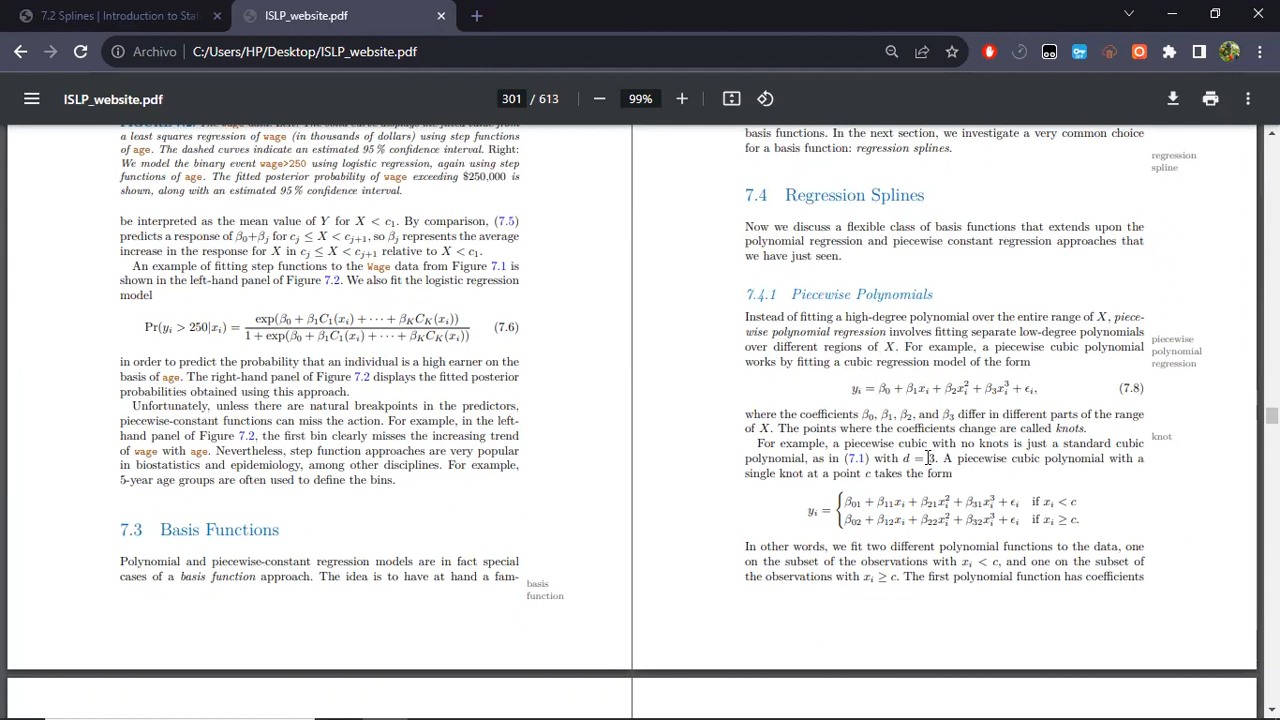 7.2 Splines | Introduction to Stat
ISLP_website.pdf
Archivo
C:/Users/HP/Desktop/ISLP_website.pdf
ISLP_website.pdf
301 / 613
99%
a least squares regression of wage (in thousands of dollars) using step functions
of age. The dashed curves indicate an estimated 95 % confidence interval. Right:
We model the binary event wage>250 using logistic regression, again using step
functions of age. The fitted posterior probability of wage exceeding $250,000 is
shown, along with an estimated 95 % confidence interval.
be interpreted as the mean value of Y for X < c₁. By comparison, (7.5)
predicts a response of β₀+βⱼ for cⱼ ≤ X < cⱼ₊₁, so βⱼ represents the average
increase in the response for X in cⱼ ≤ X < cⱼ₊₁ relative to X < c₁.
An example of fitting step functions to the Wage data from Figure 7.1 is
shown in the left-hand panel of Figure 7.2. We also fit the logistic regression
model
Pr(yᵢ > 250|xᵢ) = exp(β₀ + β₁C₁(xᵢ) + ··· + β_K C_K(xᵢ)) / 1 + exp(β₀ + β₁C₁(xᵢ) + ··· + β_K C_K(xᵢ)) (7.6)
in order to predict the probability that an individual is a high earner on the
basis of age. The right-hand panel of Figure 7.2 displays the fitted posterior
probabilities obtained using this approach.
Unfortunately, unless there are natural breakpoints in the predictors,
piecewise-constant functions can miss the action. For example, in the left-
hand panel of Figure 7.2, the first bin clearly misses the increasing trend
of wage with age. Nevertheless, step function approaches are very popular
in biostatistics and epidemiology, among other disciplines. For example,
5-year age groups are often used to define the bins.
7.3 Basis Functions
Polynomial and piecewise-constant regression models are in fact special
cases of a basis function approach. The idea is to have at hand a fam-
basis
function
basis functions. In the next section, we investigate a very common choice
for a basis function: regression splines.
regression
spline
7.4 Regression Splines
Now we discuss a flexible class of basis functions that extends upon the
polynomial regression and piecewise constant regression approaches that
we have just seen.
7.4.1 Piecewise Polynomials
Instead of fitting a high-degree polynomial over the entire range of X, piece-
wise polynomial regression involves fitting separate low-degree polynomials
over different regions of X. For example, a piecewise cubic polynomial
works by fitting a cubic regression model of the form
piecewise
polynomial
regression
yᵢ = β₀ + β₁xᵢ + β₂xᵢ² + β₃xᵢ³ + ϵᵢ, (7.8)
where the coefficients β₀, β₁, β₂, and β₃ differ in different parts of the range
of X. The points where the coefficients change are called knots.
knot
For example, a piecewise cubic with no knots is just a standard cubic
polynomial, as in (7.1) with d = 3. A piecewise cubic polynomial with a
single knot at a point c takes the form
yᵢ = { β₀₁ + β₁₁xᵢ + β₂₁xᵢ² + β₃₁xᵢ³ + ϵᵢ if xᵢ < c
β₀₂ + β₁₂xᵢ + β₂₂xᵢ² + β₃₂xᵢ³ + ϵᵢ if xᵢ ≥ c.
In other words, we fit two different polynomial functions to the data, one
on the subset of the observations with xᵢ < c, and one on the subset of
the observations with xᵢ ≥ c. The first polynomial function has coefficients